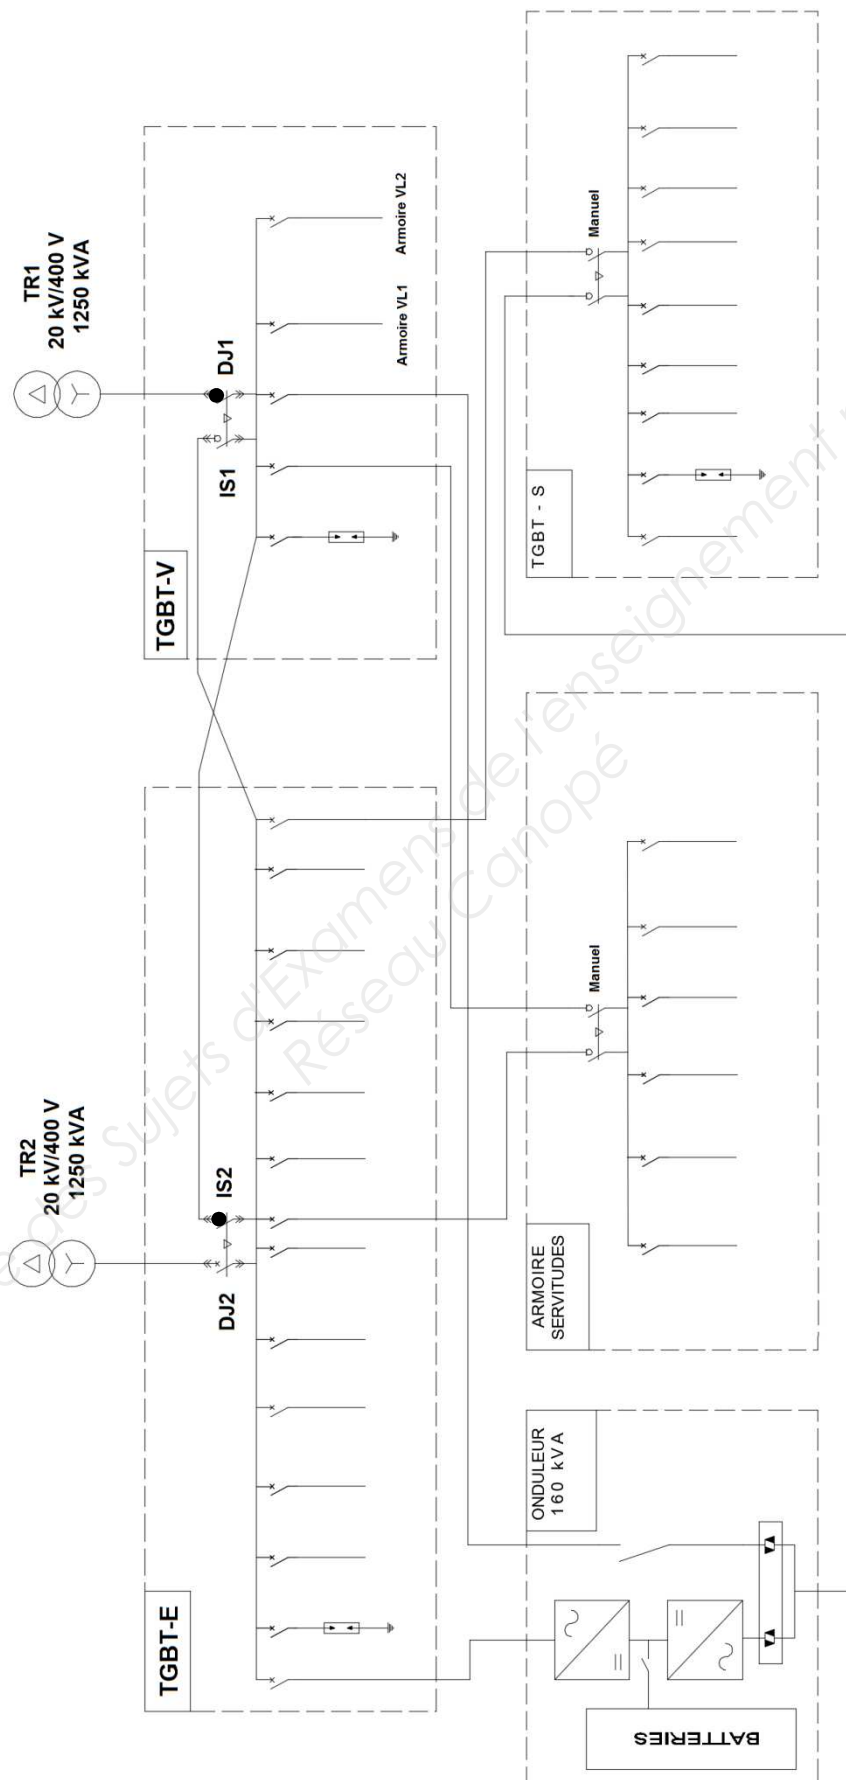 TR1
20 kV/400 V
1250 kVA
DJ1
IS1
TGBT-V
Armoire VL1
Armoire VL2
Manuel
TGBT - S
TR2
20 kV/400 V
1250 kVA
IS2
DJ2
TGBT-E
Manuel
ARMOIRE
SERVITUDES
ONDULEUR
160 kVA
BATTERIES
des Sujets d'Examens de l'enseignement
Réseau Canopé